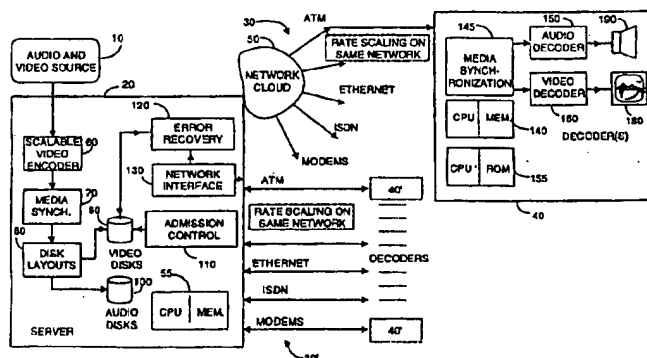 10
AUDIO AND
VIDEO SOURCE
20
SCALABLE
VIDEO
ENCODER
60
MEDIA
SYNCH.
70
DISK
LAYOUTS
80
120
ERROR
RECOVERY
130
NETWORK
INTERFACE
90
VIDEO
DISKS
ADMISSION
CONTROL
110
100
AUDIO
DISKS
55
CPU
MEM.
SERVER
30
50
NETWORK
CLOUD
ATM
RATE SCALING ON
SAME NETWORK
ETHERNET
ISDN
MODEMS
ATM
RATE SCALING ON
SAME NETWORK
ETHERNET
ISDN
MODEMS
30'
40'
DECODERS
40'
145
MEDIA
SYNCH-
RONIZATION
150
AUDIO
DECODER
190
VIDEO
DECODER
160
180
CPU
MEM.
140
DECODER(S)
CPU
ROM
155
40